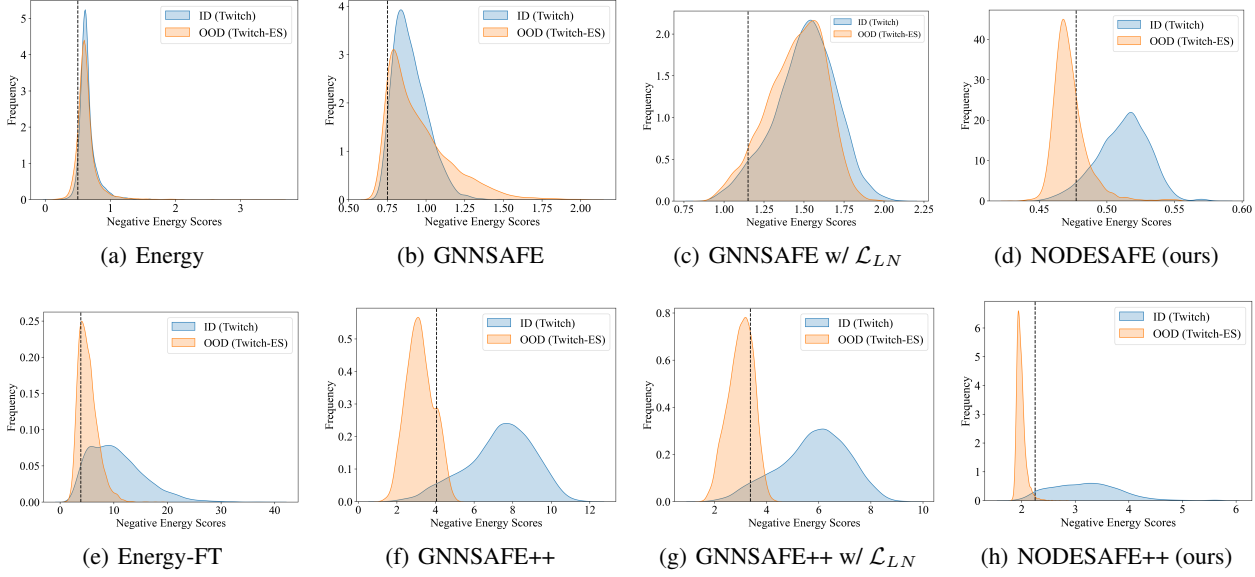 ID (Twitch)
OOD (Twitch-ES)
Frequency
5
4
3
2
1
0
0 1 2 3
Negative Energy Scores
(a) Energy
ID (Twitch)
OOD (Twitch-ES)
Frequency
4
3
2
1
0
0.50 0.75 1.00 1.25 1.50 1.75 2.00
Negative Energy Scores
(b) GNNSAFE
ID (Twitch)
OOD (Twitch-ES)
Frequency
2.0
1.5
1.0
0.5
0.0
0.75 1.00 1.25 1.50 1.75 2.00 2.25
Negative Energy Scores
(c) GNNSAFE w/ ℒ_LN
ID (Twitch)
OOD (Twitch-ES)
Frequency
40
30
20
10
0
0.45 0.50 0.55 0.60
Negative Energy Scores
(d) NODESAFE (ours)
ID (Twitch)
OOD (Twitch-ES)
Frequency
0.25
0.20
0.15
0.10
0.05
0.00
0 10 20 30 40
Negative Energy Scores
(e) Energy-FT
ID (Twitch)
OOD (Twitch-ES)
Frequency
0.5
0.4
0.3
0.2
0.1
0.0
0 2 4 6 8 10 12
Negative Energy Scores
(f) GNNSAFE++
ID (Twitch)
OOD (Twitch-ES)
Frequency
0.8
0.6
0.4
0.2
0.0
2 4 6 8 10
Negative Energy Scores
(g) GNNSAFE++ w/ ℒ_LN
ID (Twitch)
OOD (Twitch-ES)
Frequency
6
5
4
3
2
1
0
2 3 4 5 6
Negative Energy Scores
(h) NODESAFE++ (ours)